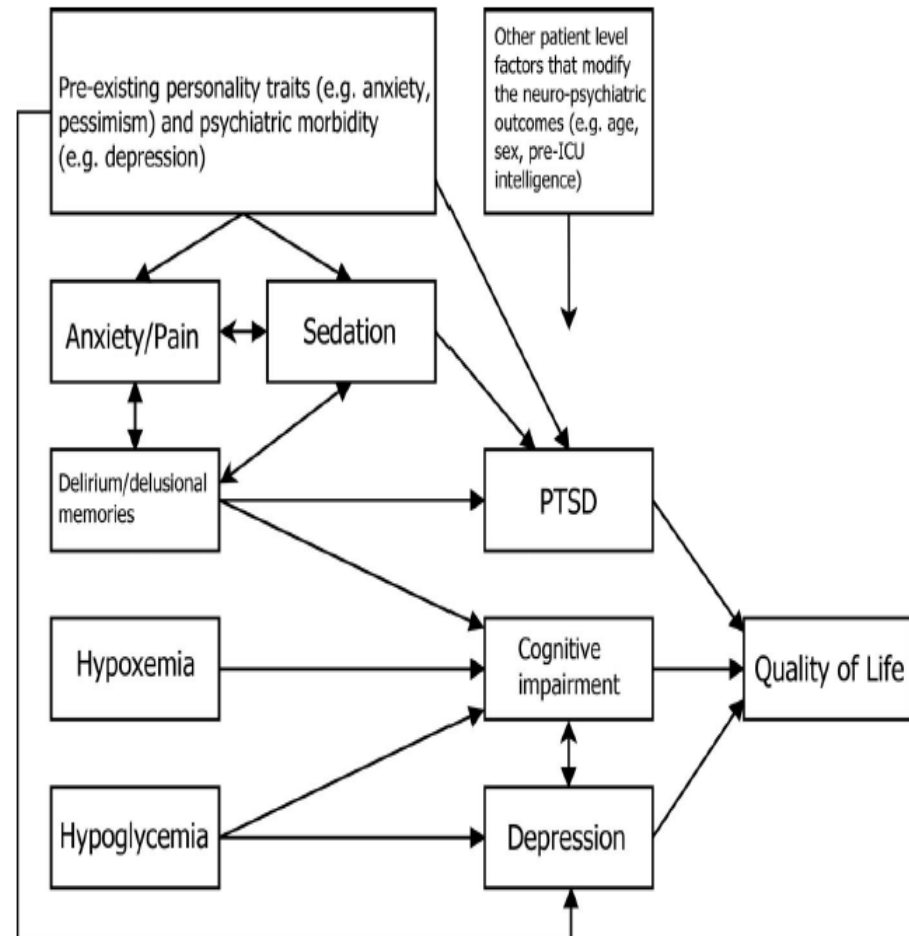 Pre-existing personality traits (e.g. anxiety,
pessimism) and psychiatric morbidity
(e.g. depression)
Other patient level
factors that modify
the neuro-psychiatric
outcomes (e.g. age,
sex, pre-ICU
intelligence)
Anxiety/Pain
Sedation
Delirium/delusional
memories
PTSD
Hypoxemia
Cognitive
impairment
Quality of Life
Hypoglycemia
Depression